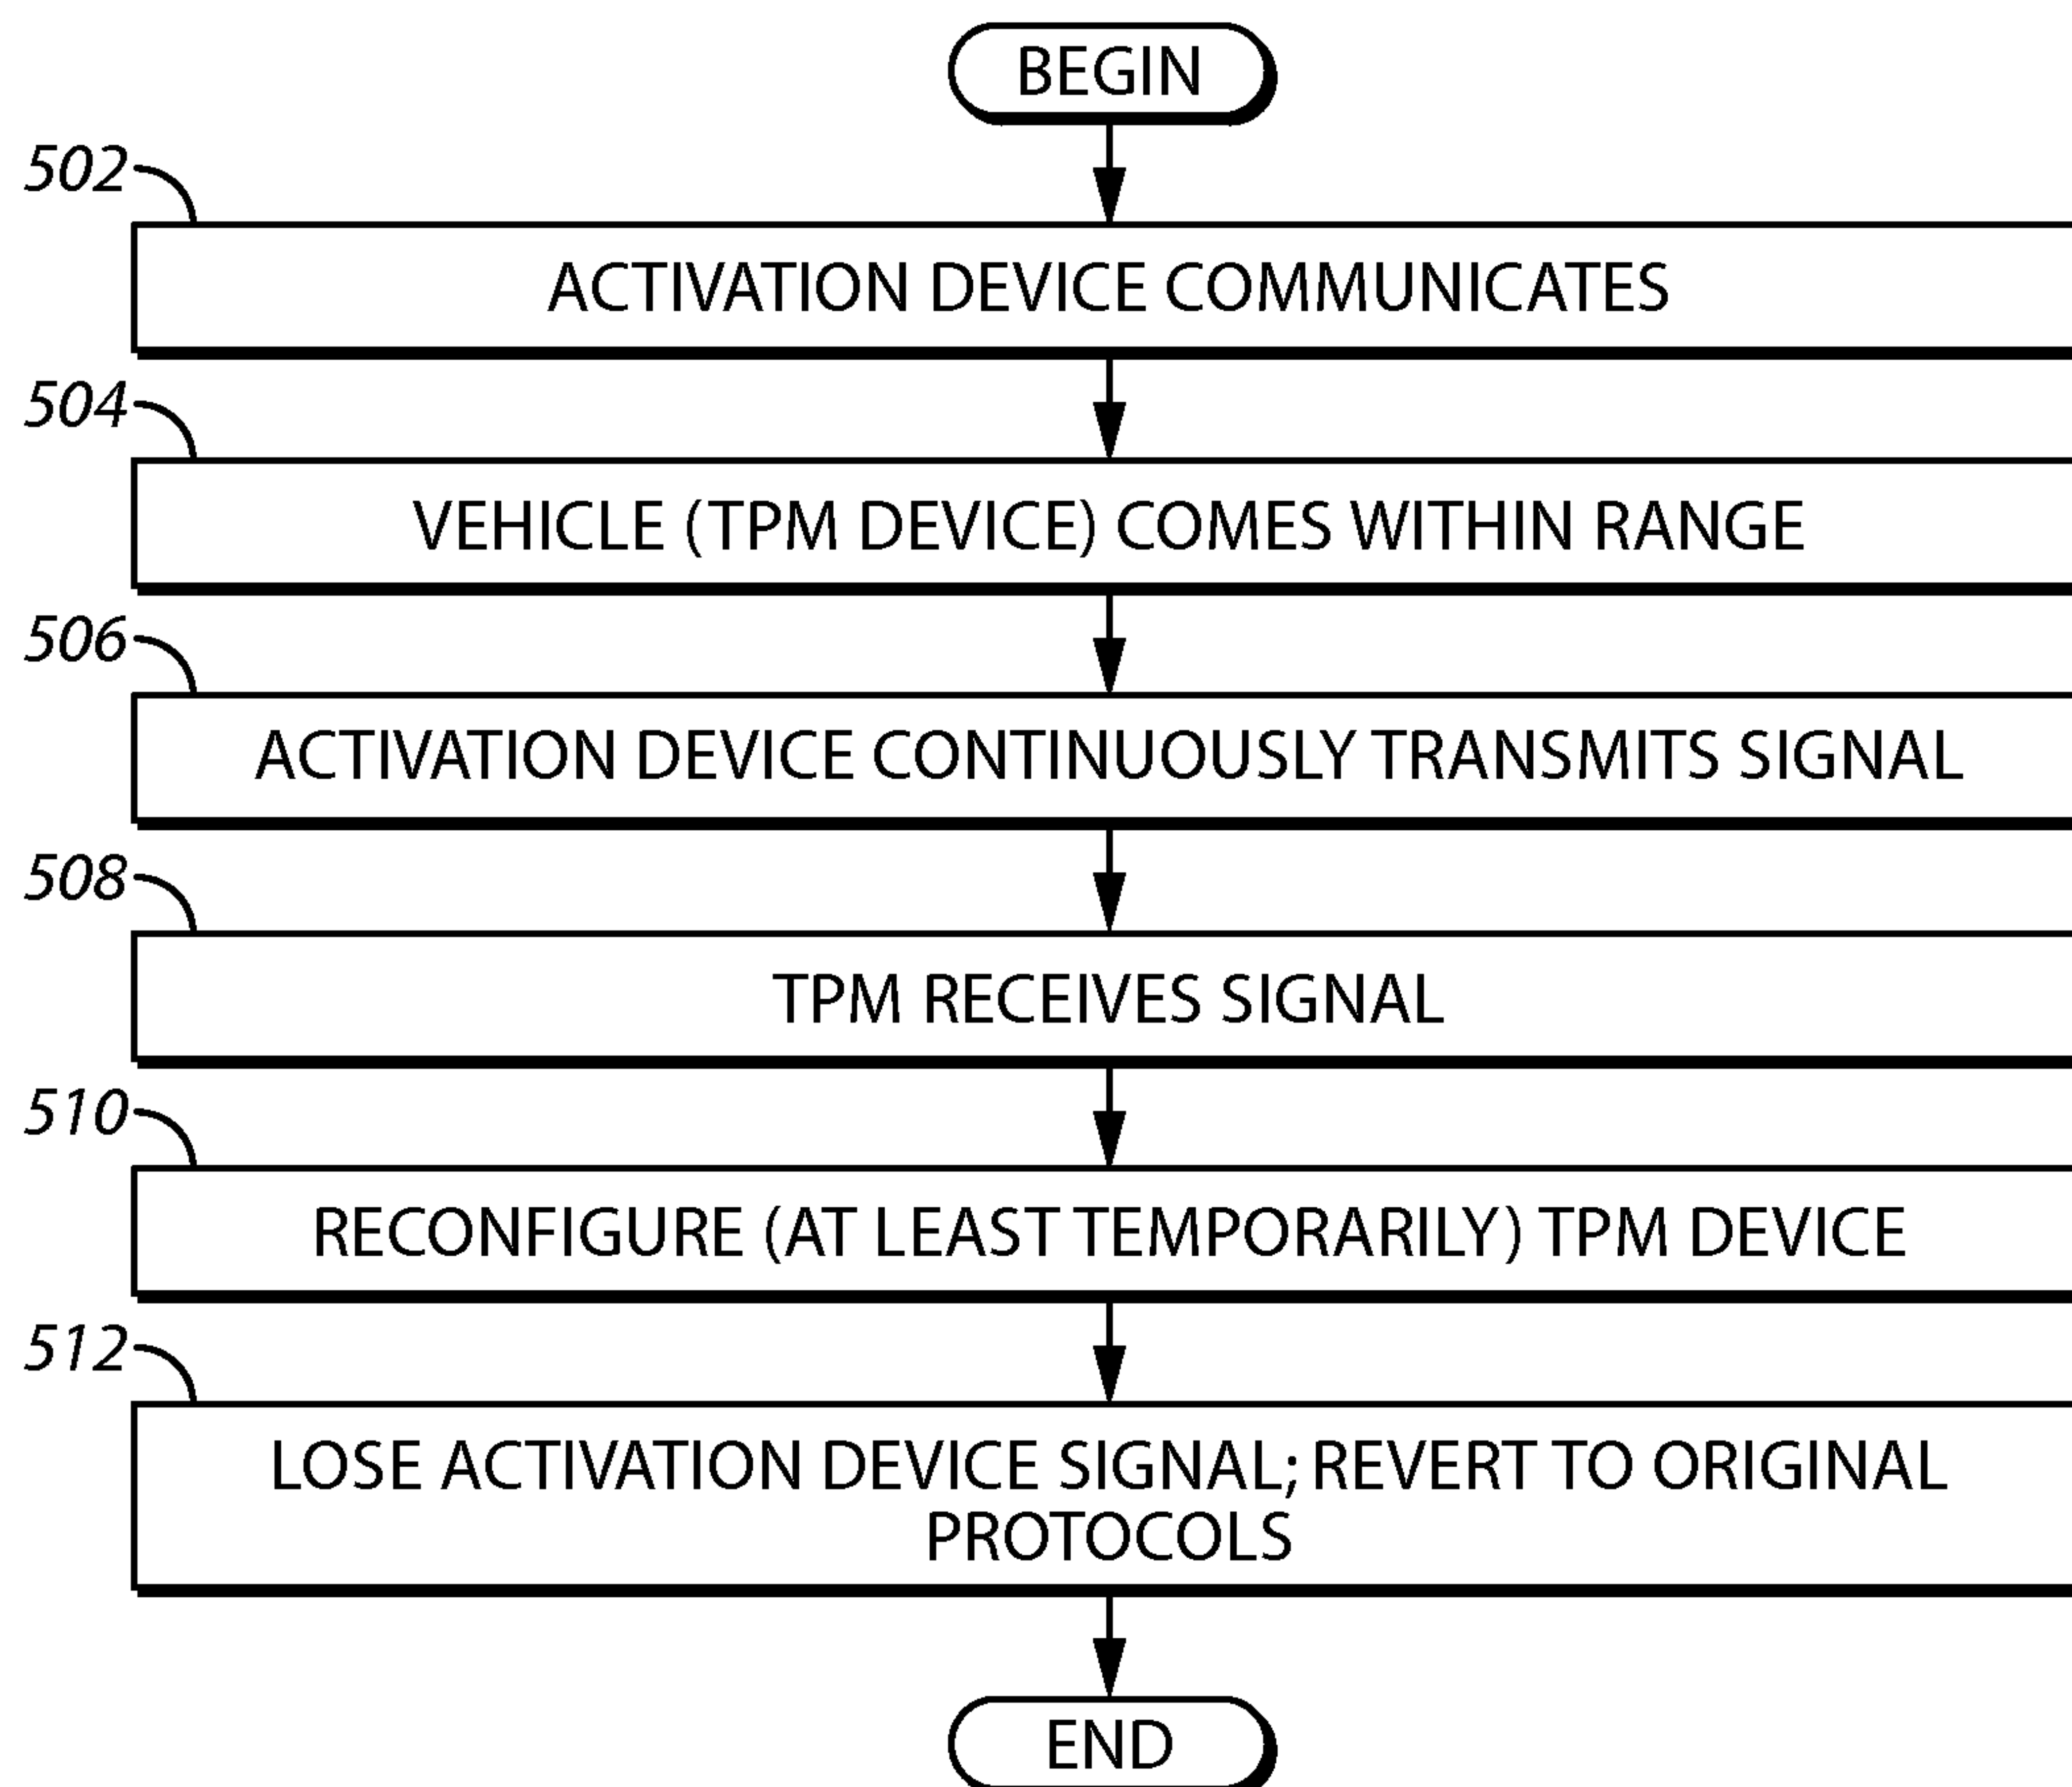 BEGIN
502
ACTIVATION DEVICE COMMUNICATES
504
VEHICLE (TPM DEVICE) COMES WITHIN RANGE
506
ACTIVATION DEVICE CONTINUOUSLY TRANSMITS SIGNAL
508
TPM RECEIVES SIGNAL
510
RECONFIGURE (AT LEAST TEMPORARILY) TPM DEVICE
512
LOSE ACTIVATION DEVICE SIGNAL; REVERT TO ORIGINAL
PROTOCOLS
END